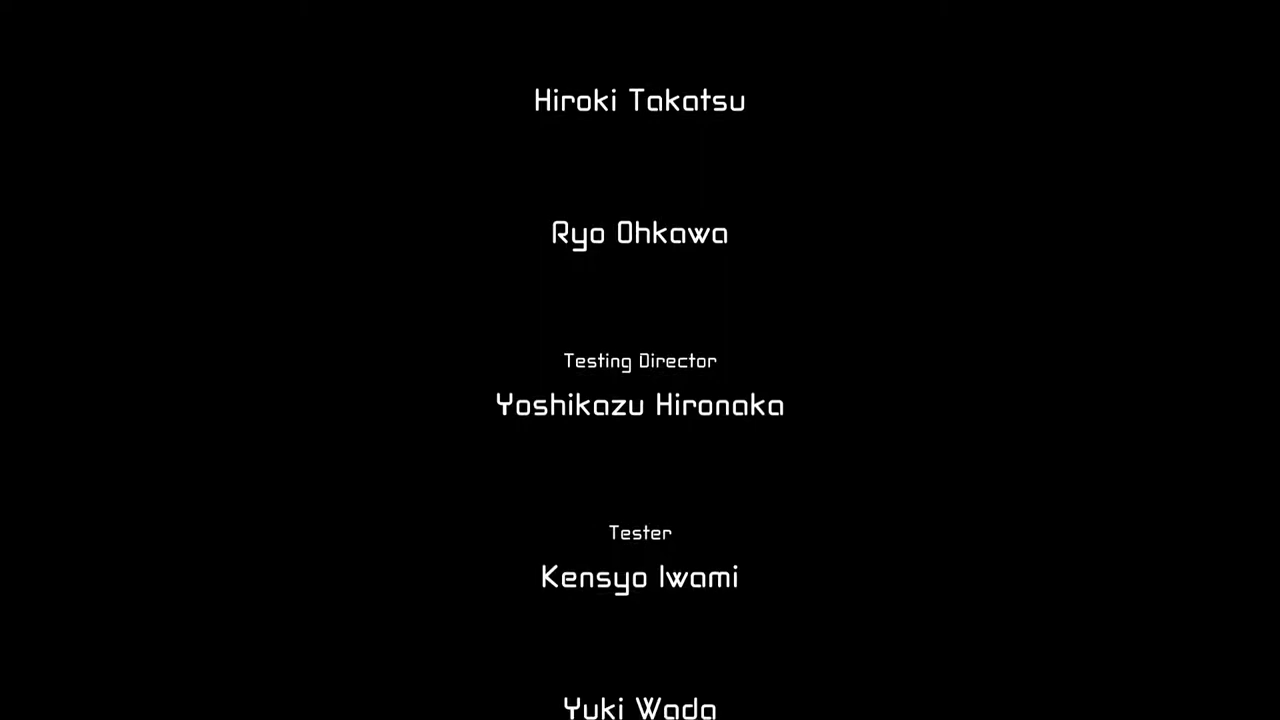 Hiroki Takatsu
Ryo Ohkawa
Testing Director
Yoshikazu Hironaka
Tester
Kensyo Iwami
Yuki Wada